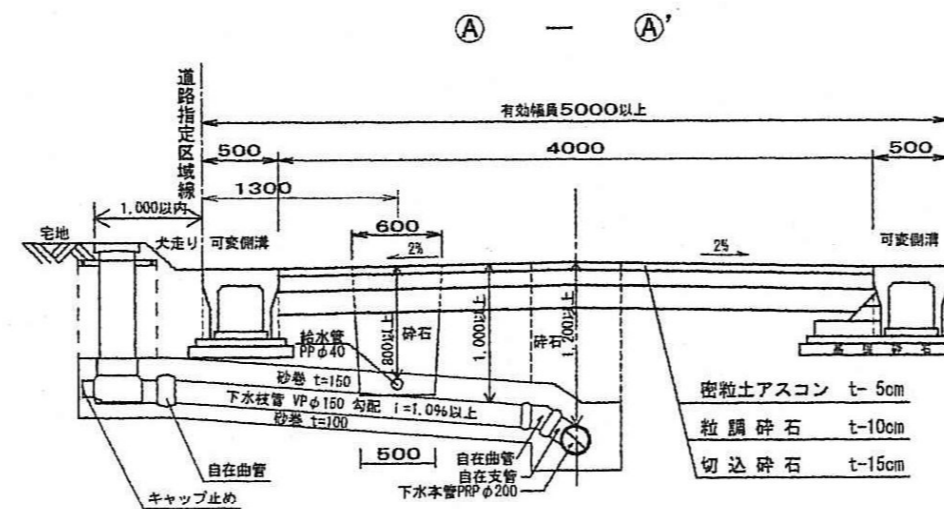 Ⓐ ― Ⓐ'
道路指定区域線
有効幅員5000以上
500
4000
500
1300
1,000以内
600
宅地
犬走り
可変側溝
2%
2%
可変側溝
給水管
PPφ40
800以上
砕石
1,000以上
砕石
1,200以上
基礎砕石
砂巻 t=150
下水枝管 VPφ150 勾配 i=1.0%以上
砂巻 t=100
密粒土アスコン t- 5cm
粒調砕石 t-10cm
切込砕石 t-15cm
500
自在曲管
自在支管
下水本管PRPφ200
自在曲管
キャップ止め